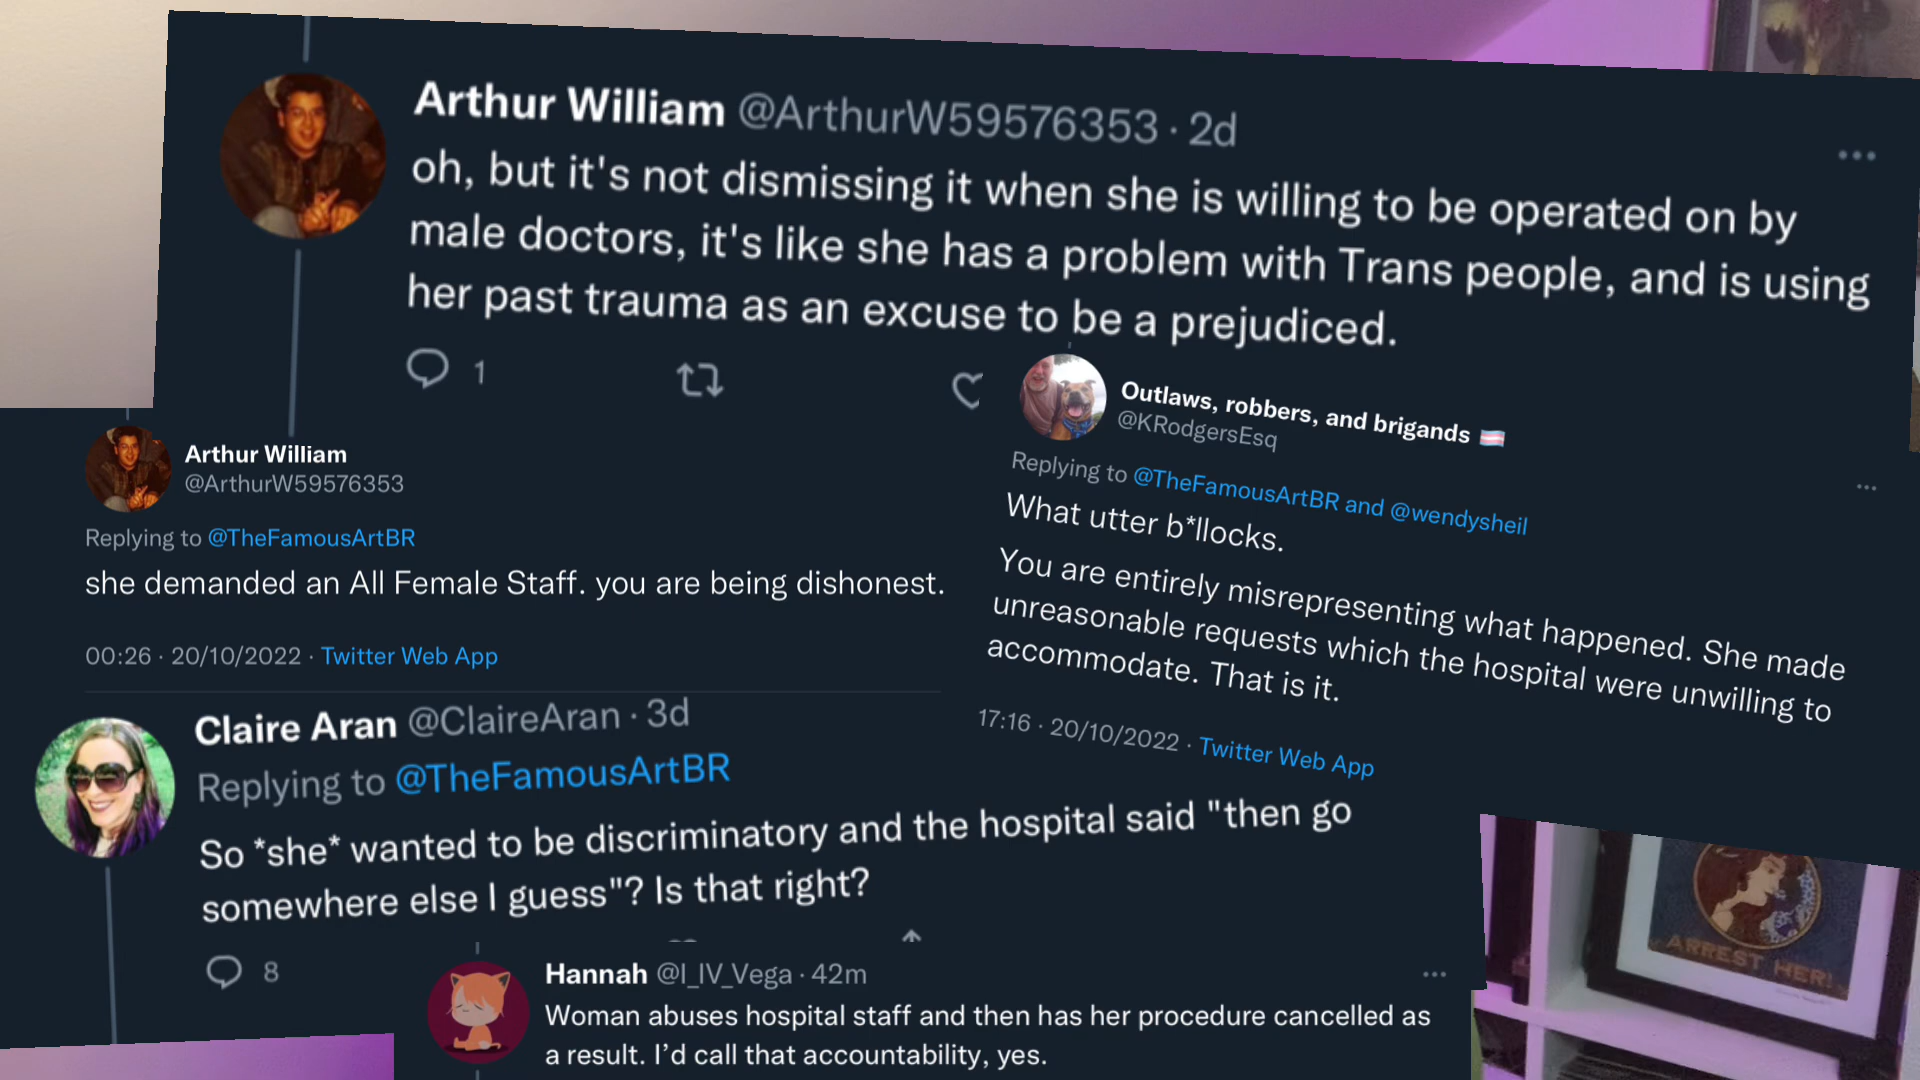 Arthur William @ArthurW59576353 · 2d
oh, but it's not dismissing it when she is willing to be operated on by
male doctors, it's like she has a problem with Trans people, and is using
her past trauma as an excuse to be a prejudiced.
1
Arthur William
@ArthurW59576353
Replying to @TheFamousArtBR
she demanded an All Female Staff. you are being dishonest.
00:26 · 20/10/2022 · Twitter Web App
Outlaws, robbers, and brigands
@KRodgersEsq
Replying to @TheFamousArtBR and @wendysheil
What utter b*llocks.
You are entirely misrepresenting what happened. She made
unreasonable requests which the hospital were unwilling to
accommodate. That is it.
17:16 · 20/10/2022 · Twitter Web App
Claire Aran @ClaireAran · 3d
Replying to @TheFamousArtBR
So *she* wanted to be discriminatory and the hospital said "then go
somewhere else I guess"? Is that right?
8
Hannah @I_IV_Vega · 42m
Woman abuses hospital staff and then has her procedure cancelled as
a result. I'd call that accountability, yes.
ARREST HER!